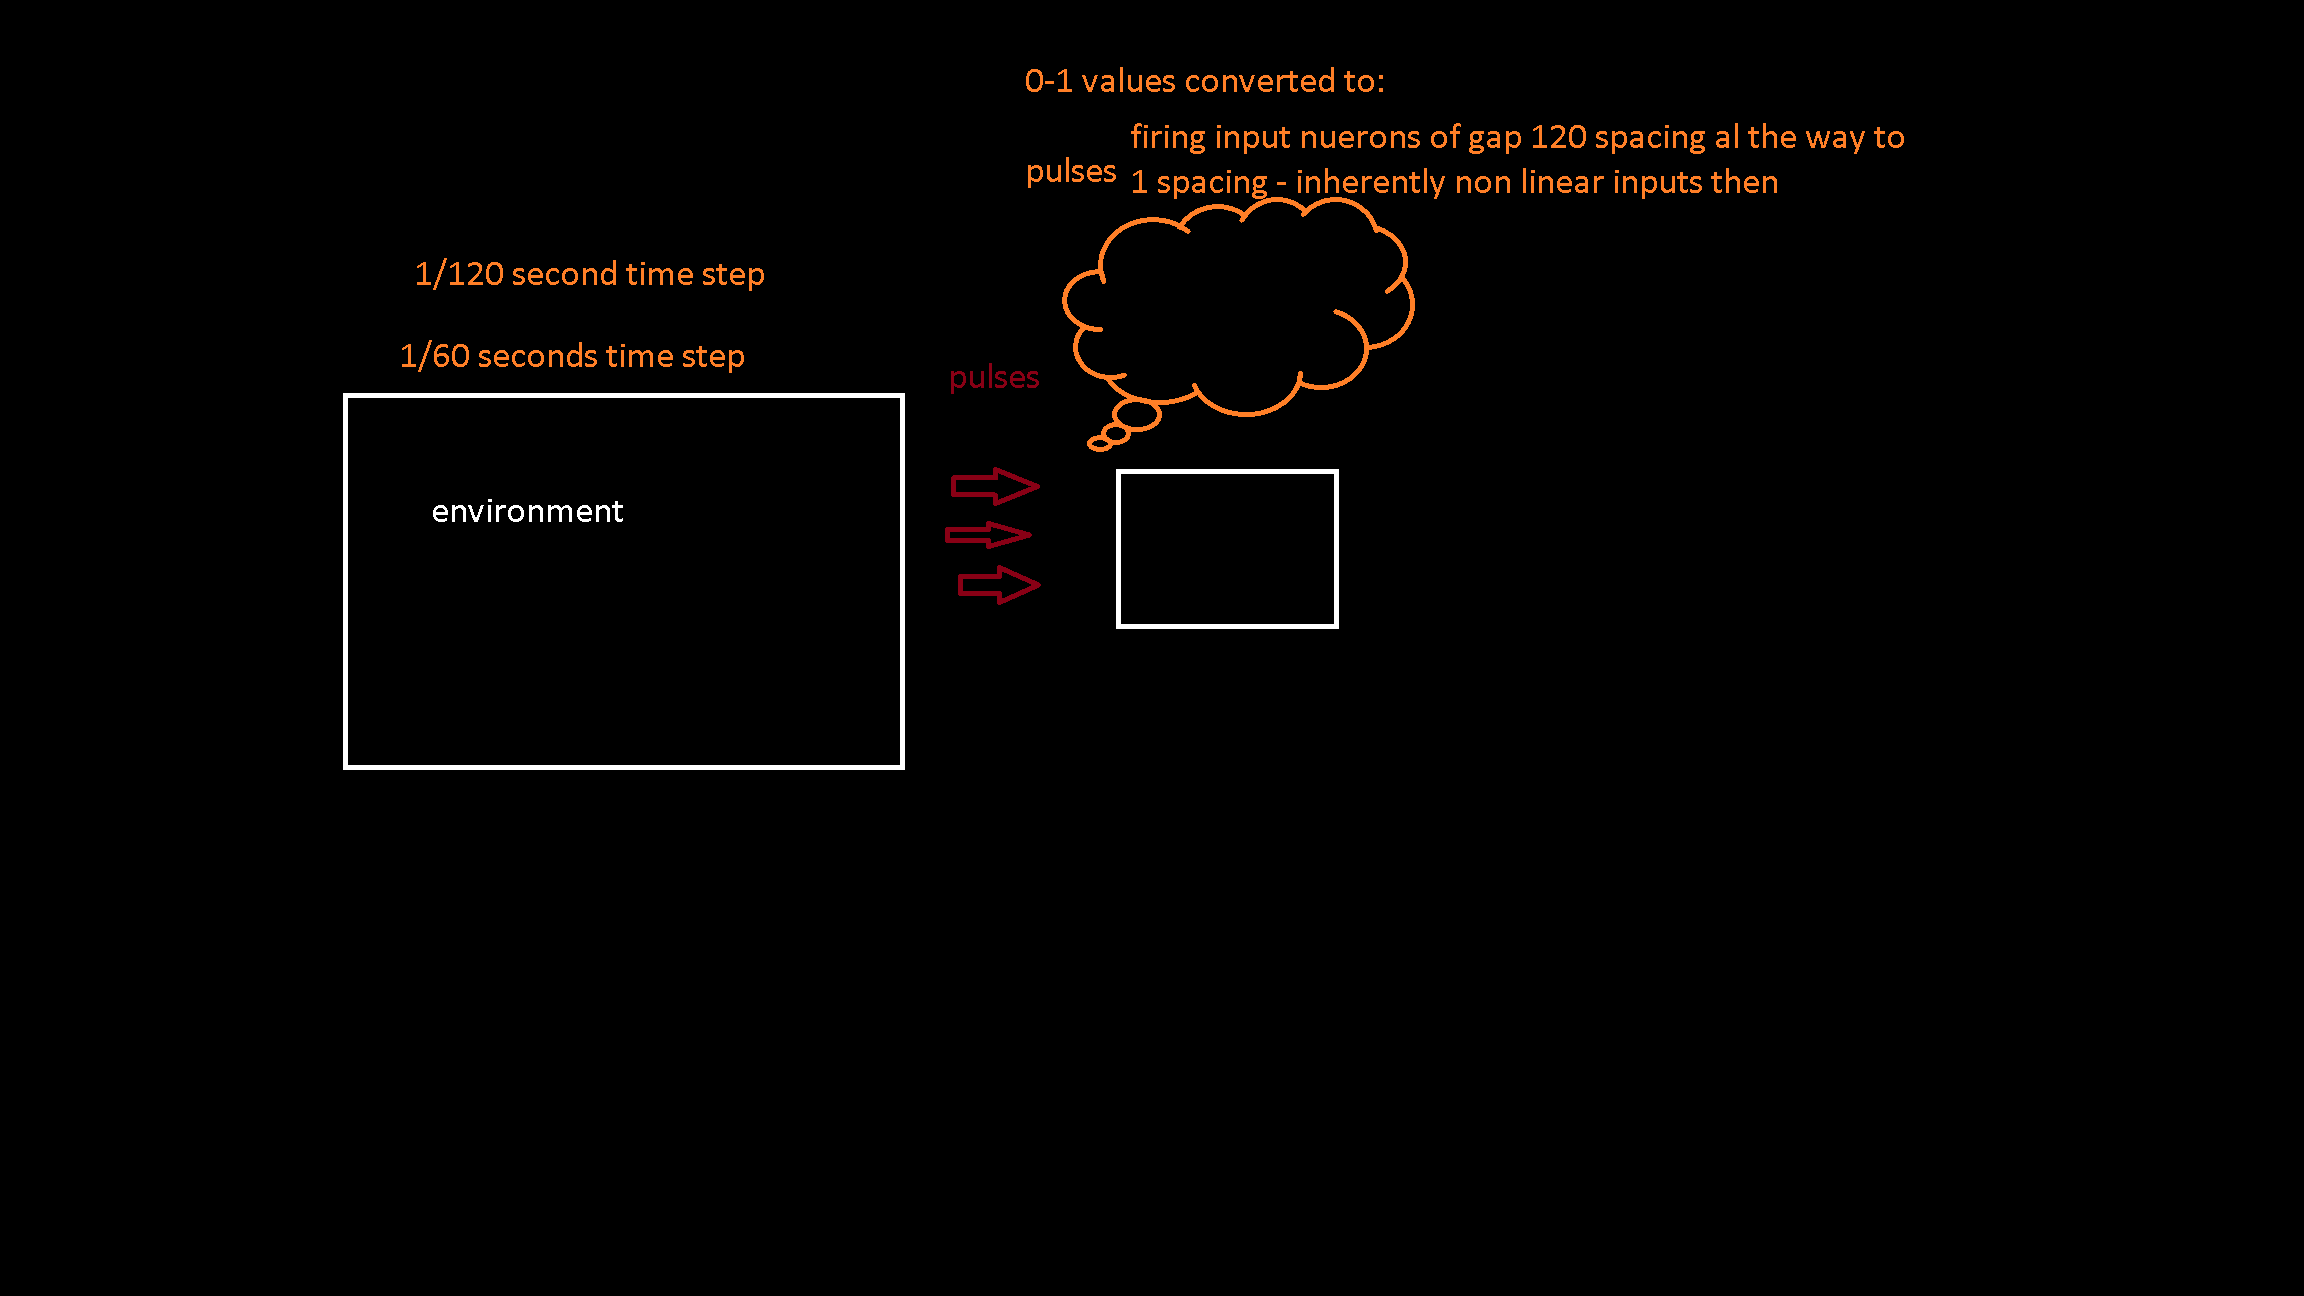 0-1 values converted to:
firing input nuerons of gap 120 spacing al the way to
pulses
1 spacing - inherently non linear inputs then
1/120 second time step
1/60 seconds time step
pulses
environment